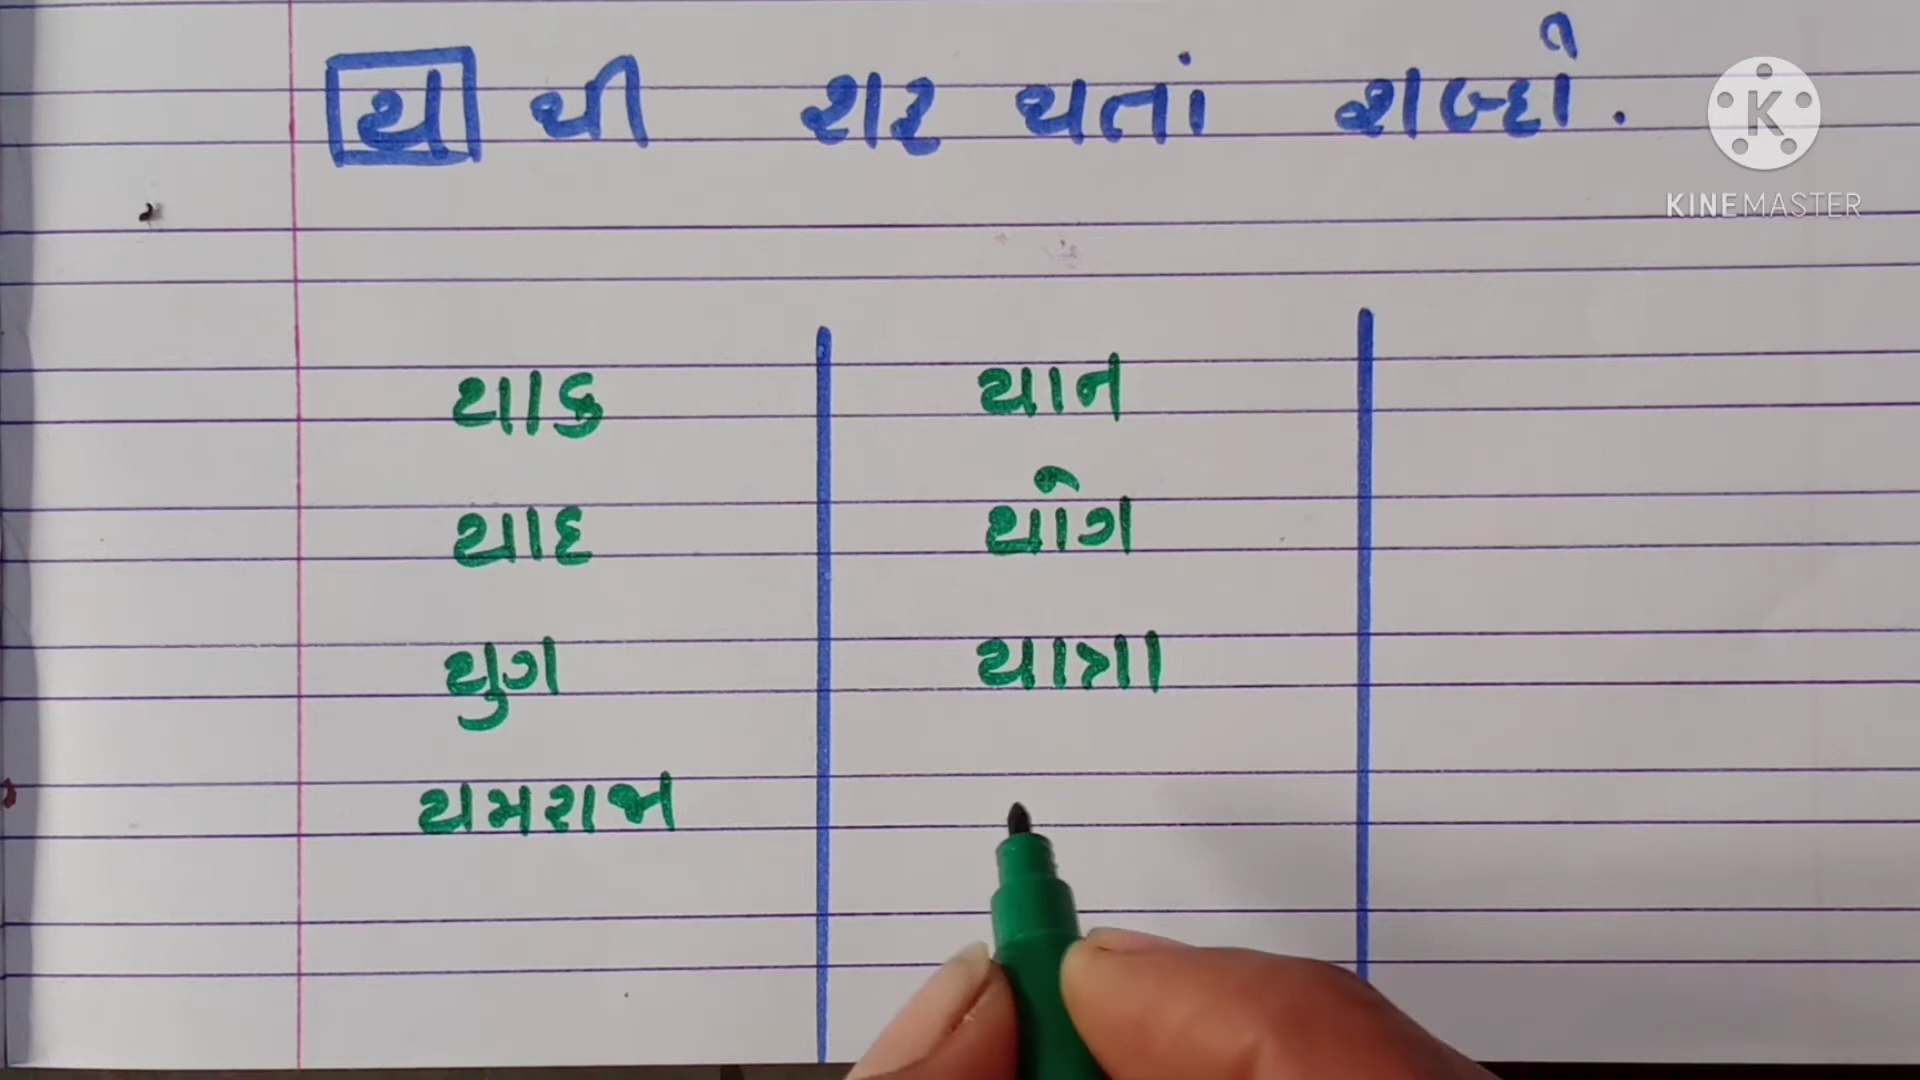 ય થી શરૂ થતાં શબ્દો.
KINEMASTER
યાક
યાન
યાદ
યોગ
યુગ
યાત્રા
યમરાજા